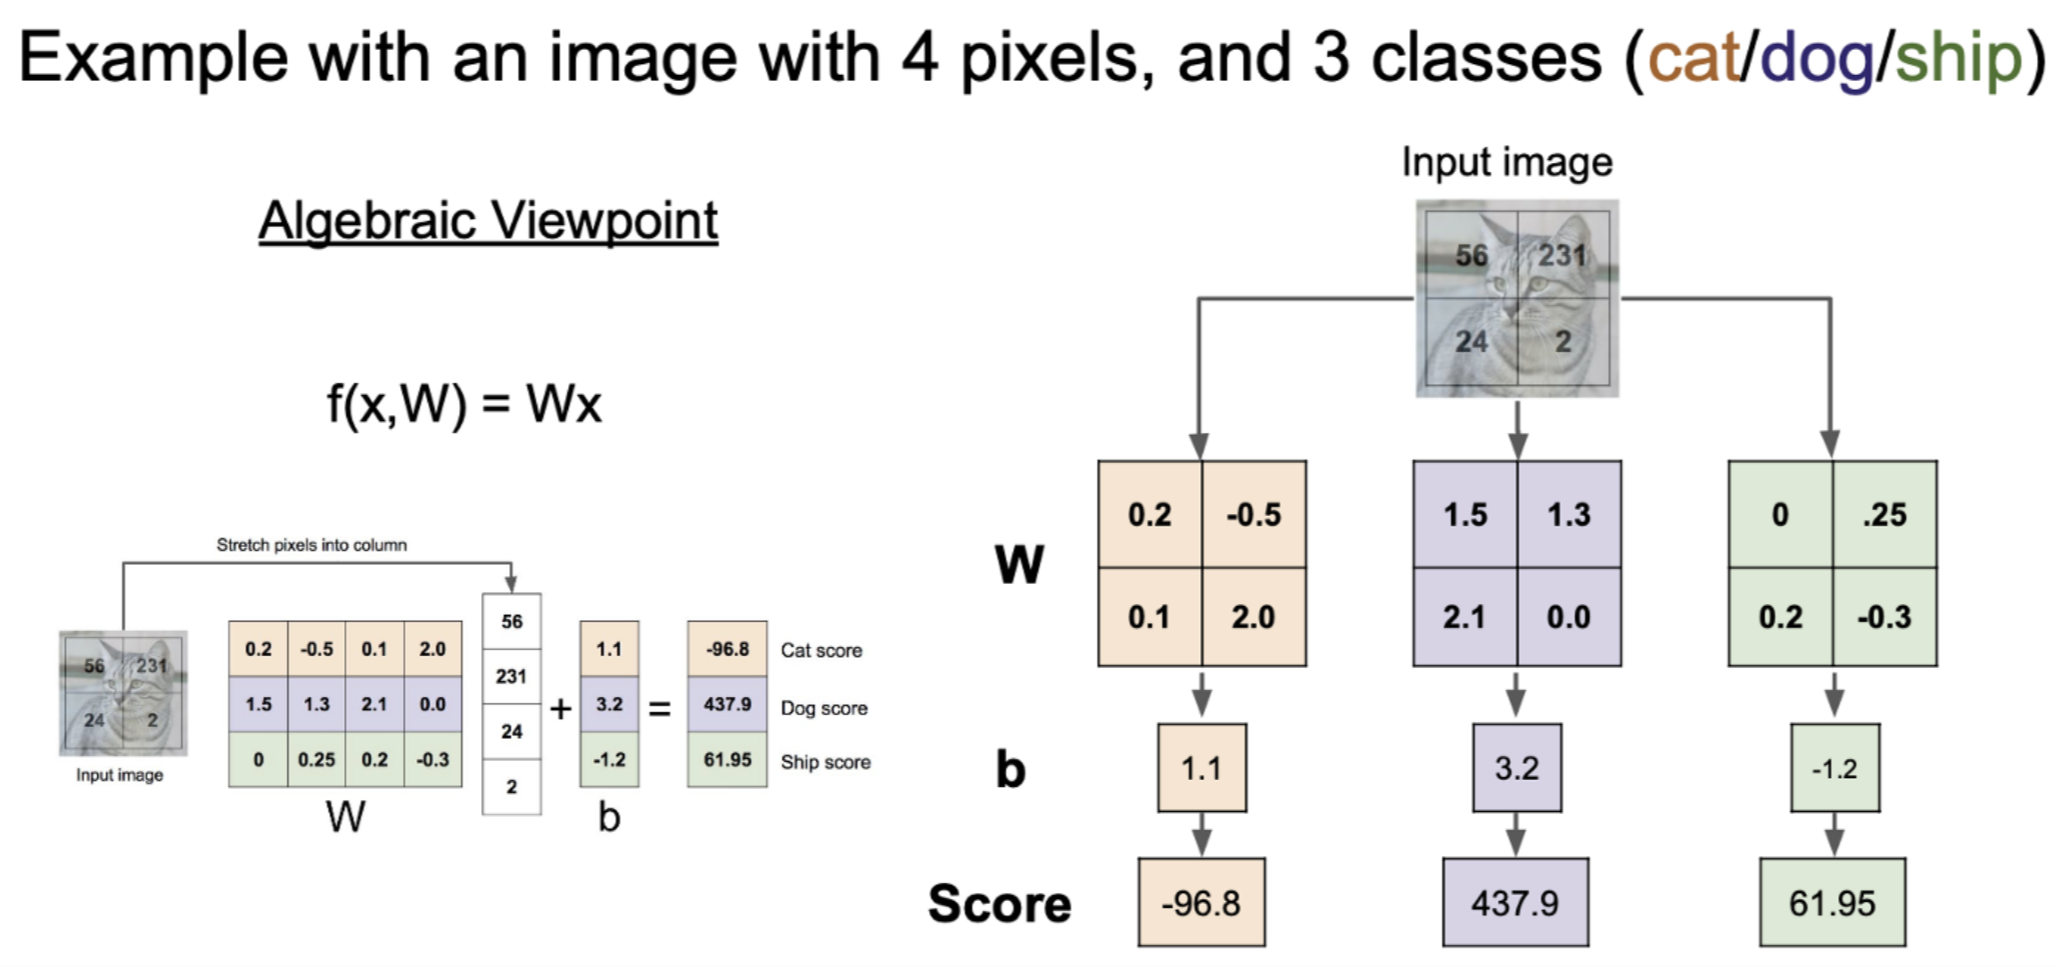 Example with an image with 4 pixels, and 3 classes (cat/dog/ship)
Algebraic Viewpoint
f(x,W) = Wx
Stretch pixels into column
56 231
24 2
Input image
0.2 -0.5 0.1 2.0
1.5 1.3 2.1 0.0
0 0.25 0.2 -0.3
W
56
231
24
2
+
1.1
3.2
-1.2
b
=
-96.8 Cat score
437.9 Dog score
61.95 Ship score
Input image
56 231
24 2
W
0.2 -0.5
0.1 2.0
1.5 1.3
2.1 0.0
0 .25
0.2 -0.3
b
1.1 3.2 -1.2
Score
-96.8 437.9 61.95